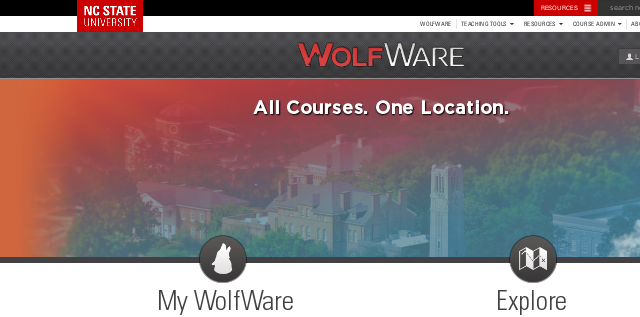 NC STATE
UNIVERSITY
RESOURCES
search
WOLFWARE TEACHING TOOLS RESOURCES COURSE ADMIN
WOLFWARE
All Courses. One Location.
My WolfWare
Explore